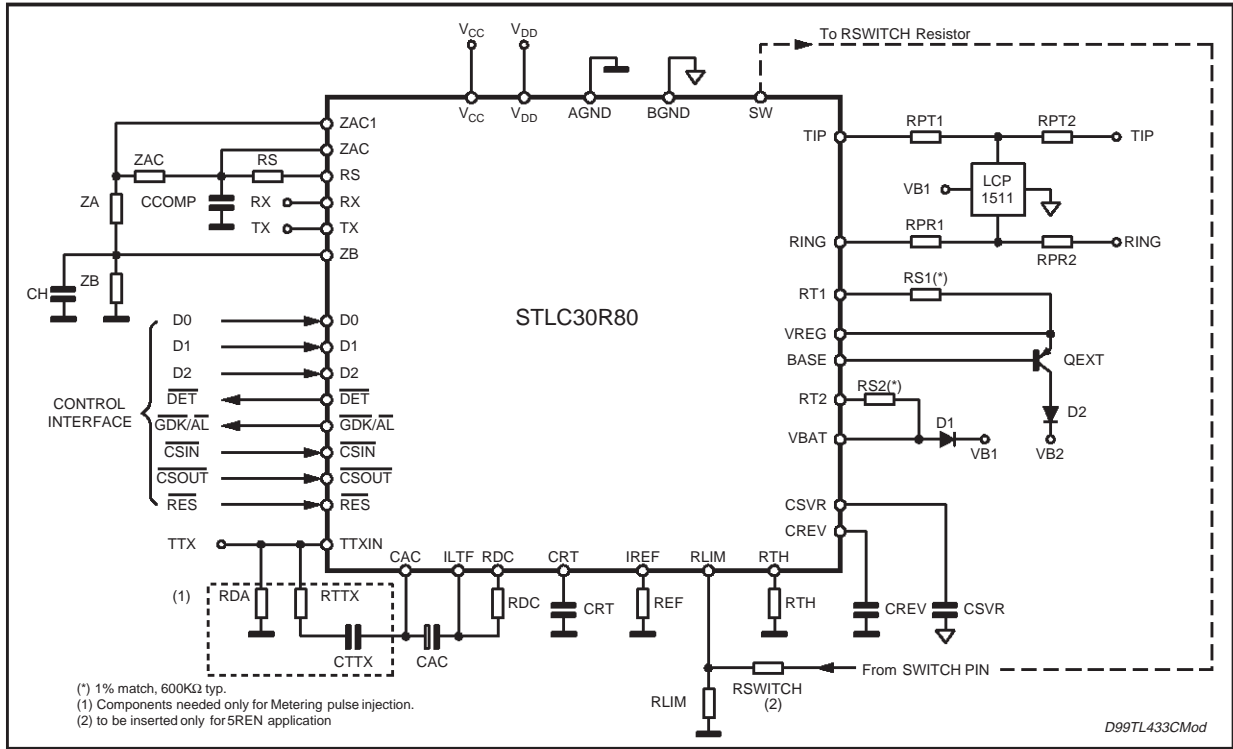 To RSWITCH Resistor
VCC
VDD
VCC
VDD
AGND
BGND
SW
ZAC1
ZAC
RS
RX
TX
ZB
D0
D1
D2
DET
GDK/AL
CSIN
CSOUT
RES
TTXIN
ZAC
RS
ZA
CCOMP
RX
TX
CH
ZB
CONTROL
INTERFACE
D0
D1
D2
DET
GDK/AL
CSIN
CSOUT
RES
TTX
STLC30R80
TIP
RING
RT1
VREG
BASE
RT2
VBAT
CSVR
CREV
RPT1
RPT2
TIP
VB1
LCP
1511
RPR1
RPR2
RING
RS1(*)
QEXT
RS2(*)
D1
D2
VB1
VB2
CAC
ILTF
RDC
CRT
IREF
RLIM
RTH
(1)
RDA
RTTX
CTTX
CAC
RDC
CRT
REF
RTH
CREV
CSVR
RLIM
RSWITCH
(2)
From SWITCH PIN
(*) 1% match, 600KΩ typ.
(1) Components needed only for Metering pulse injection.
(2) to be inserted only for 5REN application
D99TL433CMod